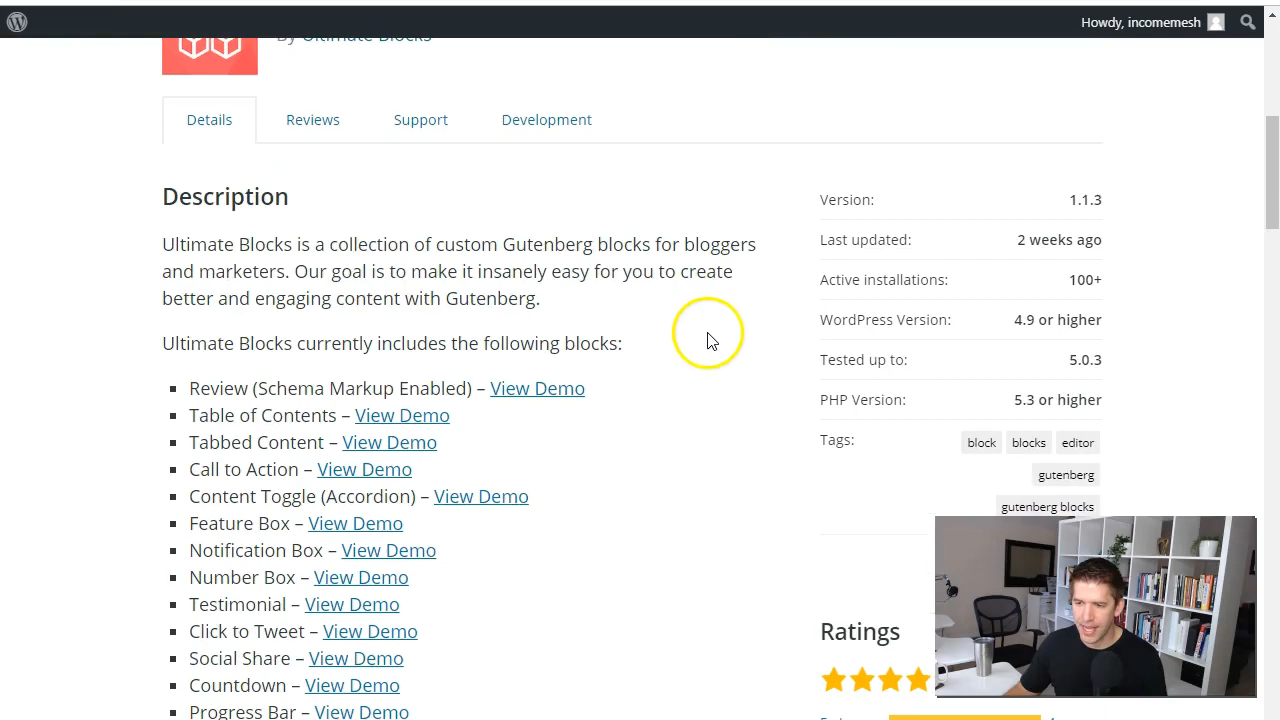 Howdy, incomemesh
By Ultimate Blocks
Details
Reviews
Support
Development
Description
Ultimate Blocks is a collection of custom Gutenberg blocks for bloggers
and marketers. Our goal is to make it insanely easy for you to create
better and engaging content with Gutenberg.
Ultimate Blocks currently includes the following blocks:
Review (Schema Markup Enabled) – View Demo
Table of Contents – View Demo
Tabbed Content – View Demo
Call to Action – View Demo
Content Toggle (Accordion) – View Demo
Feature Box – View Demo
Notification Box – View Demo
Number Box – View Demo
Testimonial – View Demo
Click to Tweet – View Demo
Social Share – View Demo
Countdown – View Demo
Progress Bar – View Demo
Version: 1.1.3
Last updated: 2 weeks ago
Active installations: 100+
WordPress Version: 4.9 or higher
Tested up to: 5.0.3
PHP Version: 5.3 or higher
Tags: block blocks editor
gutenberg
gutenberg blocks
Ratings